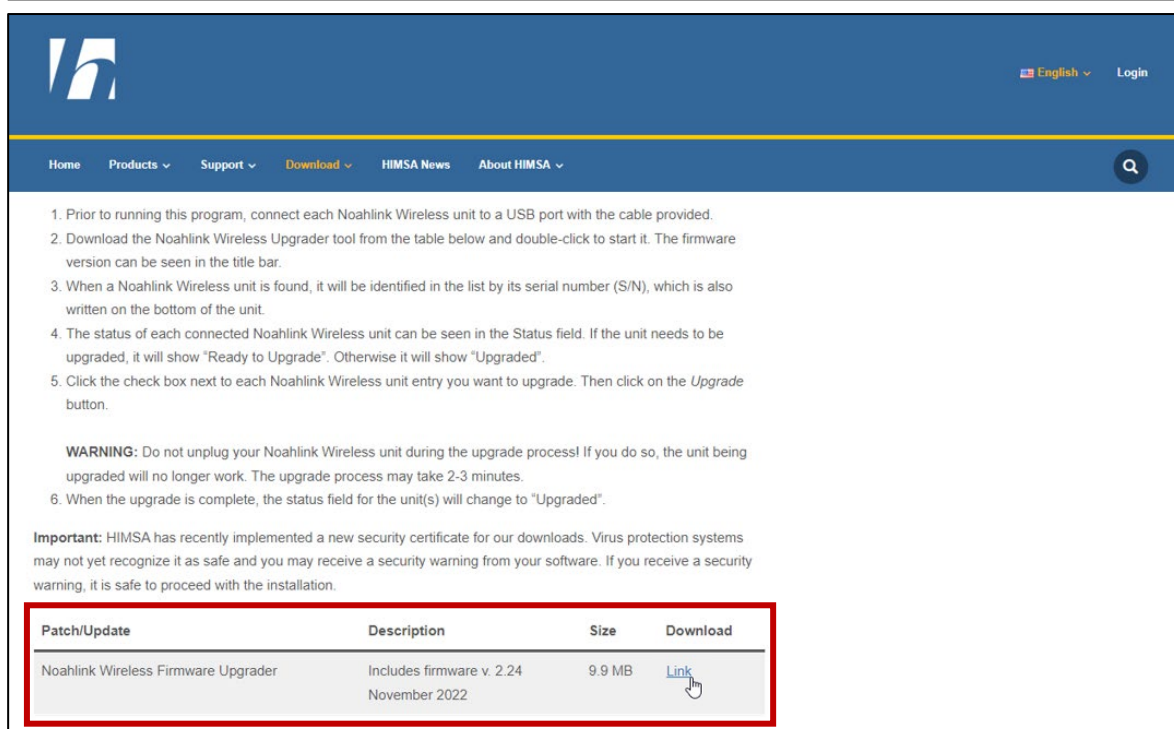 English Login
Home Products Support Download HIMSA News About HIMSA
1. Prior to running this program, connect each Noahlink Wireless unit to a USB port with the cable provided.
2. Download the Noahlink Wireless Upgrader tool from the table below and double-click to start it. The firmware
version can be seen in the title bar.
3. When a Noahlink Wireless unit is found, it will be identified in the list by its serial number (S/N), which is also
written on the bottom of the unit.
4. The status of each connected Noahlink Wireless unit can be seen in the Status field. If the unit needs to be
upgraded, it will show “Ready to Upgrade”. Otherwise it will show “Upgraded”.
5. Click the check box next to each Noahlink Wireless unit entry you want to upgrade. Then click on the Upgrade
button.
WARNING: Do not unplug your Noahlink Wireless unit during the upgrade process! If you do so, the unit being
upgraded will no longer work. The upgrade process may take 2-3 minutes.
6. When the upgrade is complete, the status field for the unit(s) will change to “Upgraded”.
Important: HIMSA has recently implemented a new security certificate for our downloads. Virus protection systems
may not yet recognize it as safe and you may receive a security warning from your software. If you receive a security
warning, it is safe to proceed with the installation.
Patch/Update Description Size Download
Noahlink Wireless Firmware Upgrader Includes firmware v. 2.24 9.9 MB Link
November 2022